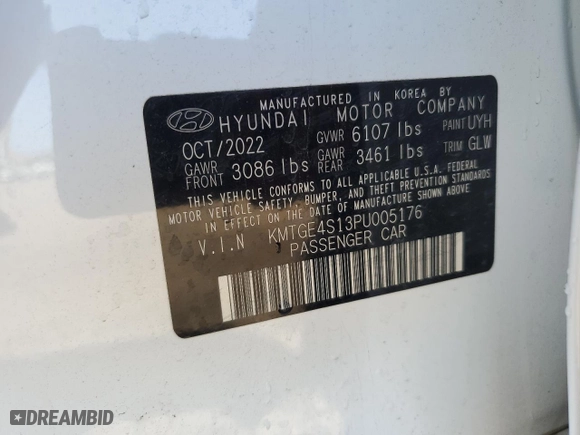 MANUFACTURED IN KOREA BY
HYUNDAI MOTOR COMPANY
OCT/2022 GVWR 6107 lbs PAINT UYH
GAWR FRONT 3086 lbs GAWR REAR 3461 lbs TRIM GLW
THIS VEHICLE CONFORMS TO ALL APPLICABLE U.S.A. FEDERAL
MOTOR VEHICLE SAFETY, BUMPER, AND THEFT PREVENTION STANDARDS
IN EFFECT ON THE DATE OF MANUFACTURE SHOWN ABOVE
V.I.N KMTGE4S13PU005176
PASSENGER CAR
DREAMBID